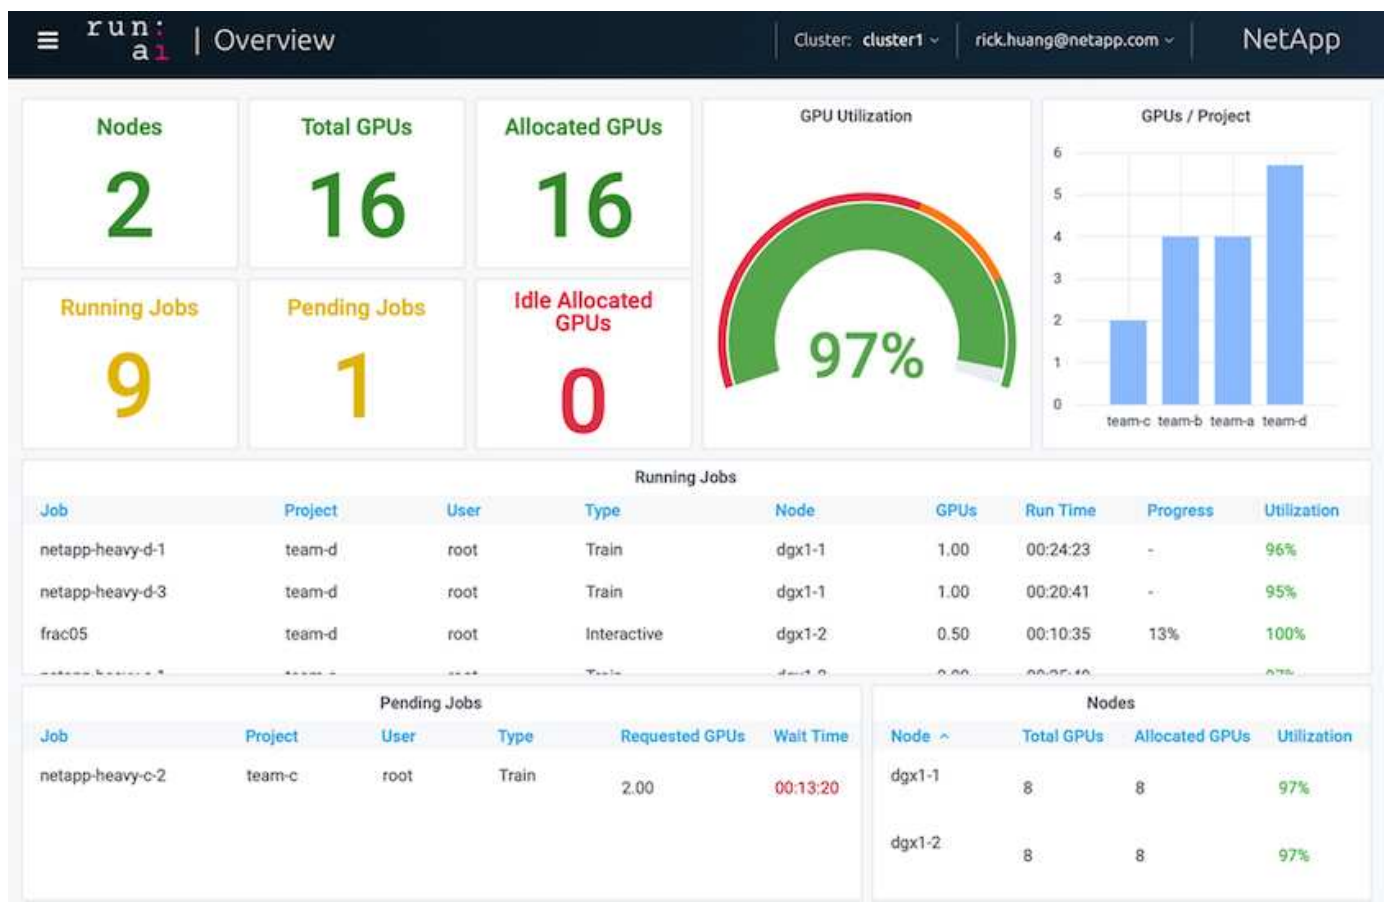 run: ai | Overview Cluster: cluster1 rick.huang@netapp.com NetApp
Nodes
2
Total GPUs
16
Allocated GPUs
16
Running Jobs
9
Pending Jobs
1
Idle Allocated
GPUs
0
GPU Utilization
97%
GPUs / Project
6
5
4
3
2
1
0
team-c team-b team-a team-d
Running Jobs
Job Project User Type Node GPUs Run Time Progress Utilization
netapp-heavy-d-1 team-d root Train dgx1-1 1.00 00:24:23 - 96%
netapp-heavy-d-3 team-d root Train dgx1-1 1.00 00:20:41 - 95%
frac05 team-d root Interactive dgx1-2 0.50 00:10:35 13% 100%
Pending Jobs
Job Project User Type Requested GPUs Wait Time
netapp-heavy-c-2 team-c root Train 2.00 00:13:20
Nodes
Node Total GPUs Allocated GPUs Utilization
dgx1-1 8 8 97%
dgx1-2 8 8 97%